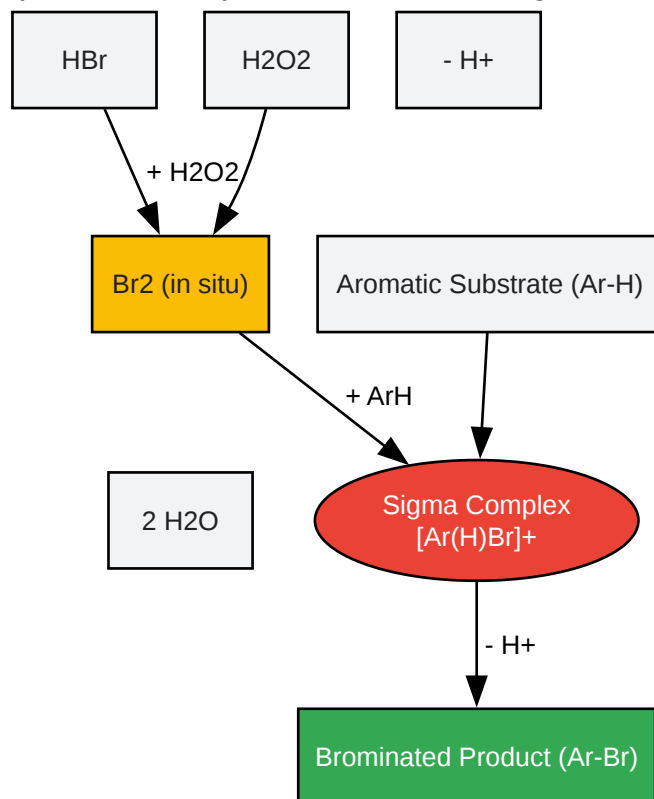 HBr
H2O2
- H+
+ H2O2
Br2 (in situ)
Aromatic Substrate (Ar-H)
+ ArH
2 H2O
Sigma Complex
[Ar(H)Br]+
- H+
Brominated Product (Ar-Br)